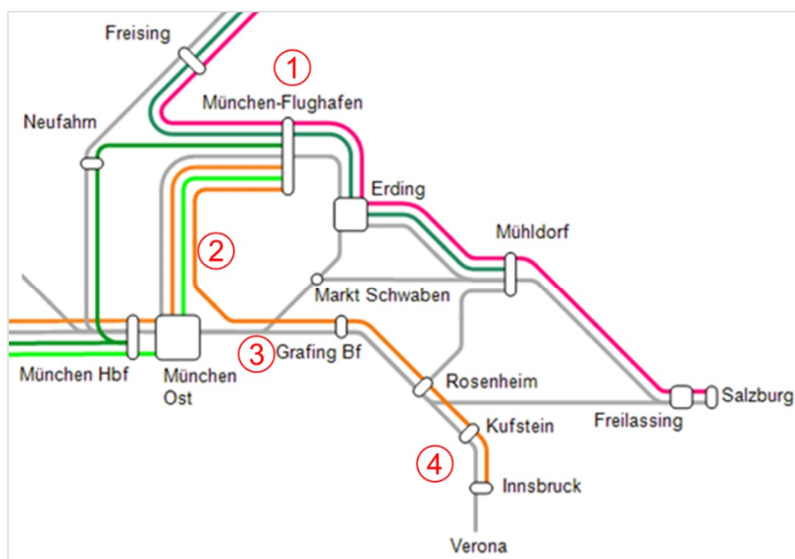 Freising
①
München-Flughafen
Neufahrn
Erding
②
Mühldorf
Markt Schwaben
③
Grafing Bf
München Hbf
München
Ost
Rosenheim
Salzburg
Freilassing
Kufstein
④
Innsbruck
Verona